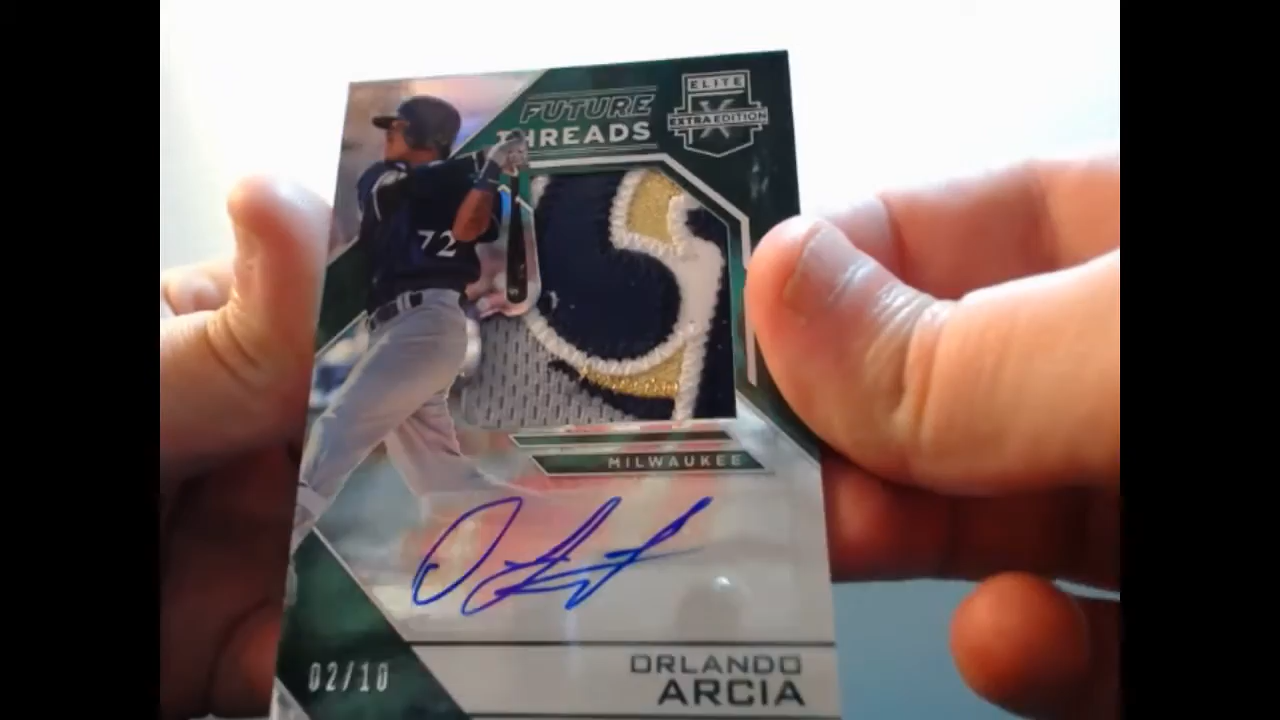 FUTURE
THREADS
ELITE
X
EXTRA EDITION
72
MILWAUKEE
02/10
ORLANDO
ARCIA